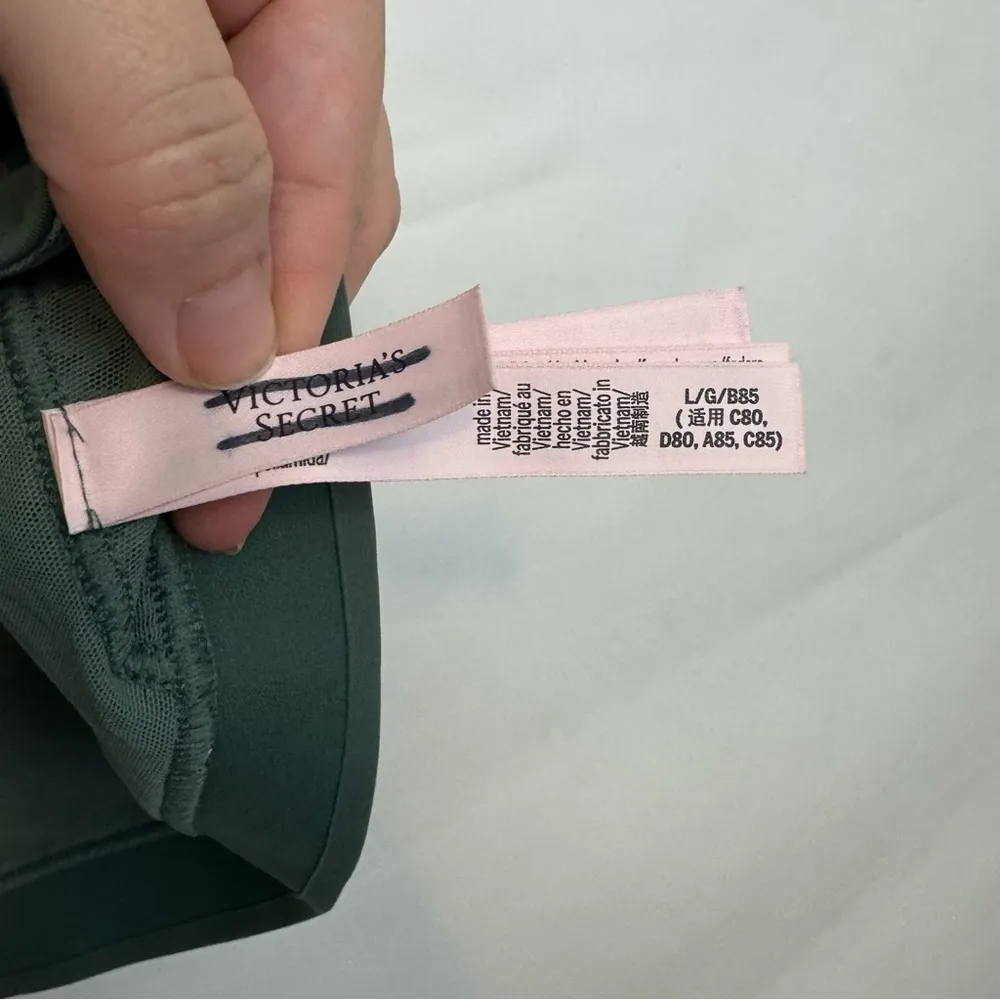 VICTORIA'S
SECRET
made in
Vietnam/
fabriqué au
Vietnam/
hecho en
Vietnam/
fabbricato in
Vietnam/
越南制造
L/G/B85
( 适用 C80,
D80, A85, C85)